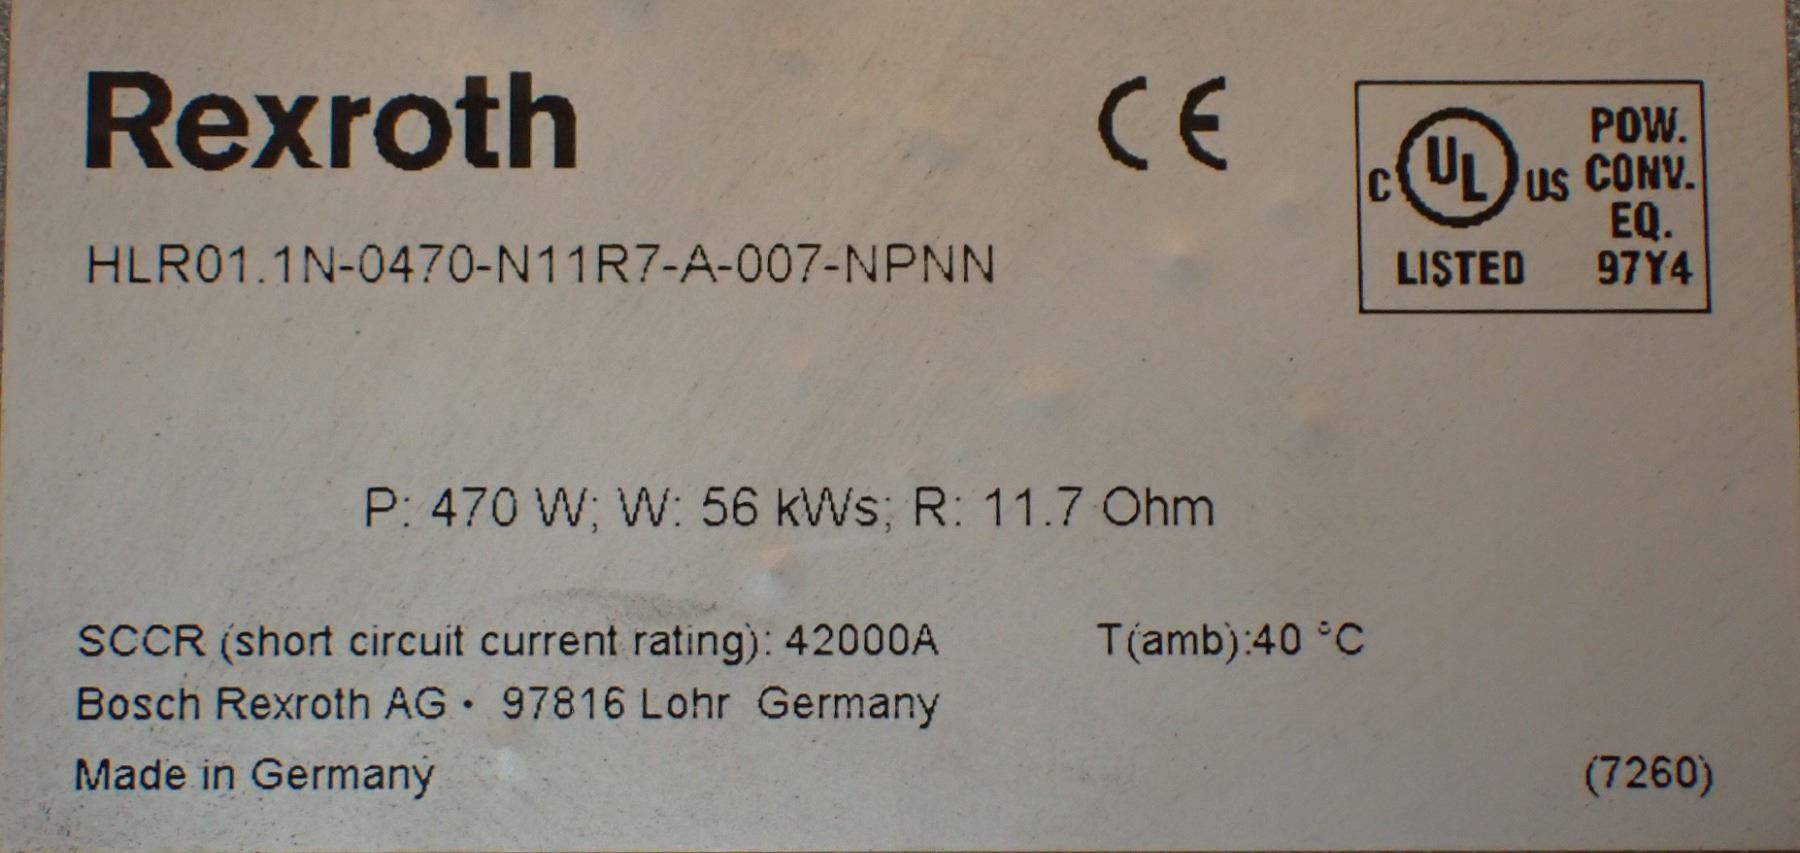 Rexroth
CE
HLR01.1N-0470-N11R7-A-007-NPNN
C UL US
LISTED
POW.
CONV.
EQ.
97Y4
P: 470 W; W: 56 kWs; R: 11.7 Ohm
SCCR (short circuit current rating): 42000A
T(amb):40 °C
Bosch Rexroth AG • 97816 Lohr Germany
Made in Germany
(7260)